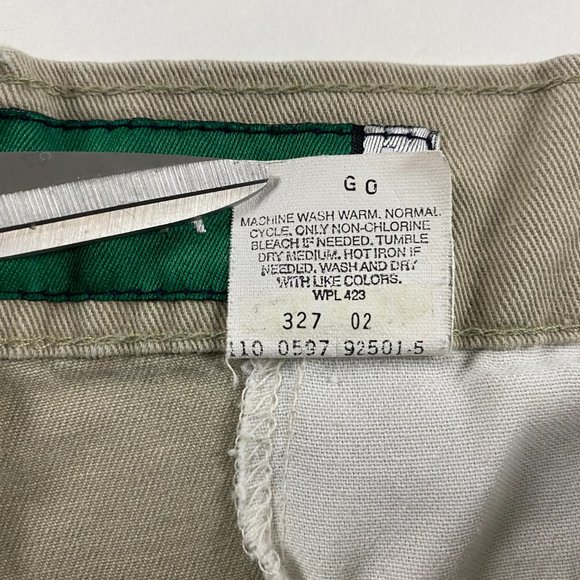 G O
MACHINE WASH WARM. NORMAL
CYCLE. ONLY NON-CHLORINE
BLEACH IF NEEDED. TUMBLE
DRY MEDIUM. HOT IRON IF
NEEDED. WASH AND DRY
WITH LIKE COLORS.
WPL 423
327 02
110 0597 92501-5